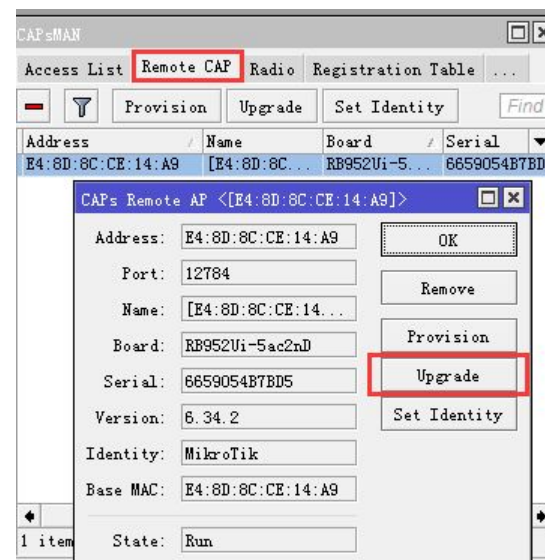 CAPsMAN
Access List Remote CAP Radio Registration Table ...
Provision Upgrade Set Identity Find
Address Name Board Serial
E4:8D:8C:CE:14:A9 [E4:8D:8C... RB952Ui-5... 6659054B7BD
CAPs Remote AP <[E4:8D:8C:CE:14:A9]>
Address: E4:8D:8C:CE:14:A9 OK
Port: 12784
Remove
Name: [E4:8D:8C:CE:14...
Board: RB952Ui-5ac2nD Provision
Serial: 6659054B7BD5 Upgrade
Version: 6.34.2 Set Identity
Identity: MikroTik
Base MAC: E4:8D:8C:CE:14:A9
1 item State: Run